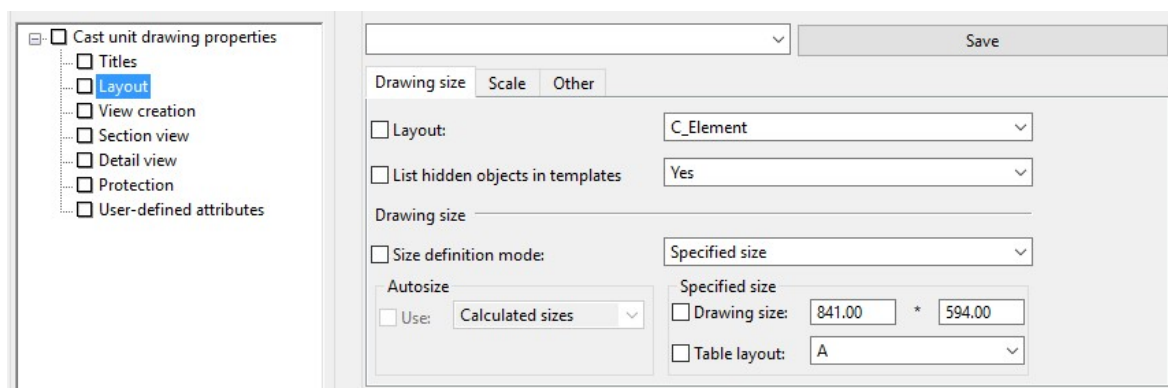 Cast unit drawing properties
Titles
Layout
View creation
Section view
Detail view
Protection
User-defined attributes
Save
Drawing size Scale Other
Layout: C_Element
List hidden objects in templates Yes
Drawing size
Size definition mode: Specified size
Autosize
Use: Calculated sizes
Specified size
Drawing size: 841.00 * 594.00
Table layout: A